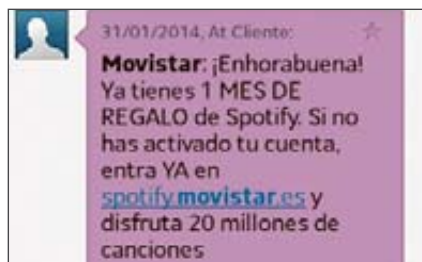 31/01/2014, At Cliente:
Movistar: ¡Enhorabuena!
Ya tienes 1 MES DE
REGALO de Spotify. Si no
has activado tu cuenta,
entra YA en
spotify.movistar.es y
disfruta 20 millones de
canciones